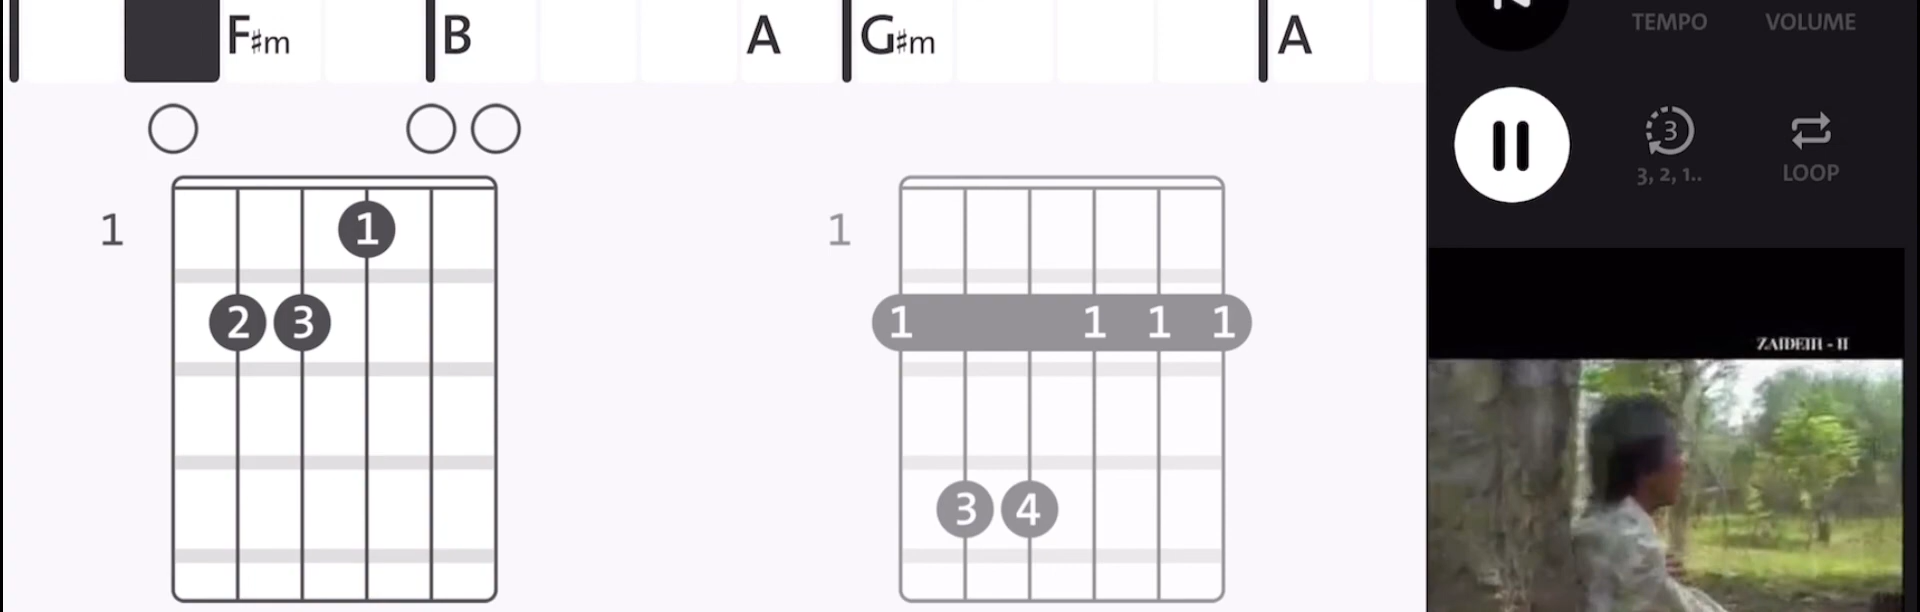 F♯m B A G♯m A
TEMPO VOLUME
1 1
2 3
3 4
1 1 1 1 1
3
3, 2, 1.. LOOP
ZAIDEIH - II